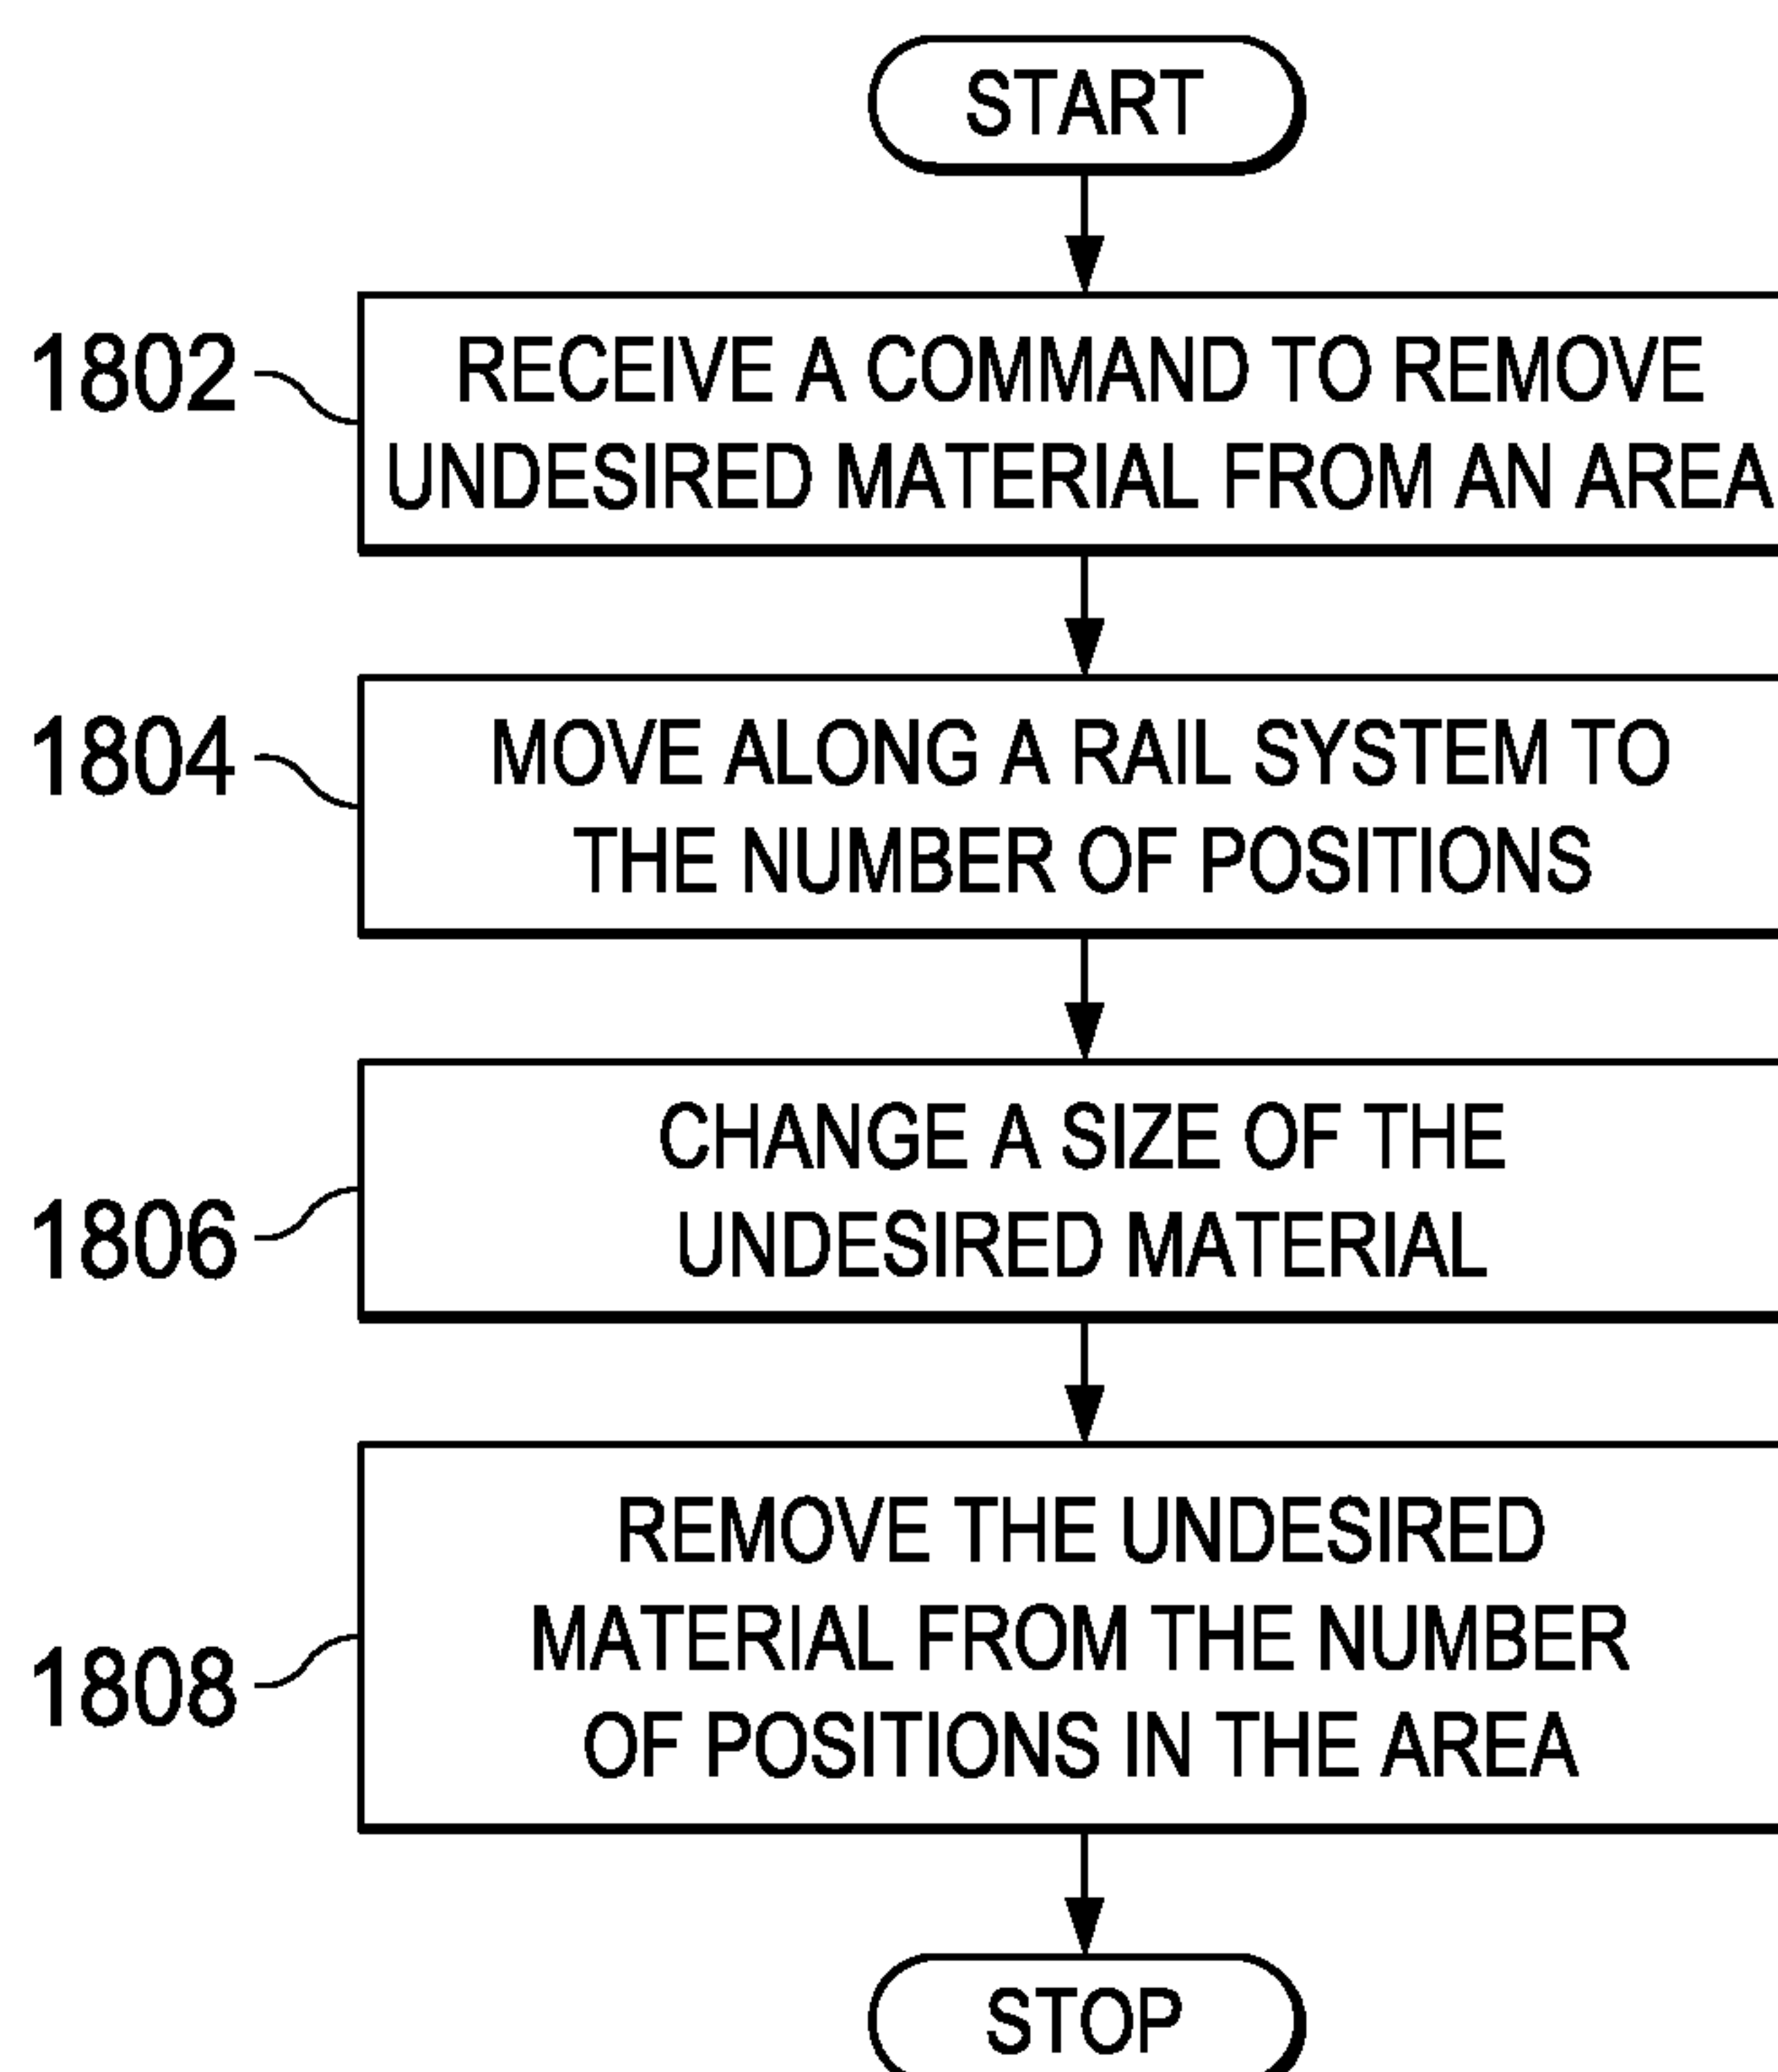 START
1802
RECEIVE A COMMAND TO REMOVE
UNDESIRED MATERIAL FROM AN AREA
1804
MOVE ALONG A RAIL SYSTEM TO
THE NUMBER OF POSITIONS
1806
CHANGE A SIZE OF THE
UNDESIRED MATERIAL
1808
REMOVE THE UNDESIRED
MATERIAL FROM THE NUMBER
OF POSITIONS IN THE AREA
STOP